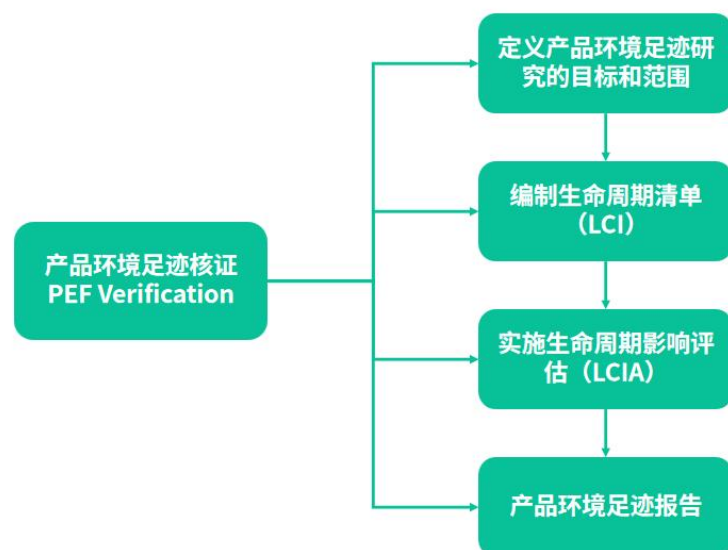 定义产品环境足迹研
究的目标和范围
编制生命周期清单
（LCI）
产品环境足迹核证
PEF Verification
实施生命周期影响评
估（LCIA）
产品环境足迹报告